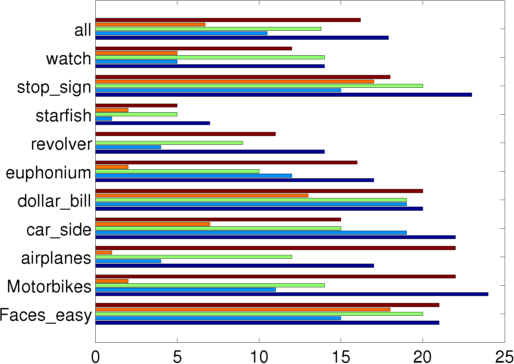 all
watch
stop_sign
starfish
revolver
euphonium
dollar_bill
car_side
airplanes
Motorbikes
Faces_easy
0 5 10 15 20 25